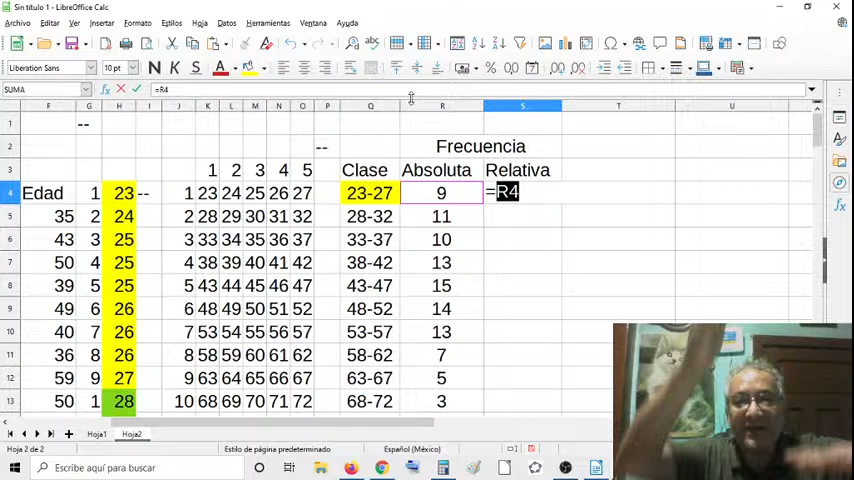 Sin título 1 - LibreOffice Calc
Archivo Editar Ver Insertar Formato Estilos Hoja Datos Herramientas Ventana Ayuda
Liberation Sans 10 pt N K S A % 0,0
SUMA fx =R4
F G H I J K L M N O P Q R S T U
1 --
2 -- Frecuencia
3 1 2 3 4 5 Clase Absoluta Relativa
4 Edad 1 23 -- 1 23 24 25 26 27 23-27 9 =R4
5 35 2 24 2 28 29 30 31 32 28-32 11
6 43 3 25 3 33 34 35 36 37 33-37 10
7 50 4 25 4 38 39 40 41 42 38-42 13
8 39 5 25 5 43 44 45 46 47 43-47 15
9 49 6 26 6 48 49 50 51 52 48-52 14
10 40 7 26 7 53 54 55 56 57 53-57 13
11 36 8 26 8 58 59 60 61 62 58-62 7
12 59 9 27 9 63 64 65 66 67 63-67 5
13 50 1 28 10 68 69 70 71 72 68-72 3
Hoja1 Hoja2
Hoja 2 de 2 Estilo de página predeterminado Español (México)
Escribe aquí para buscar